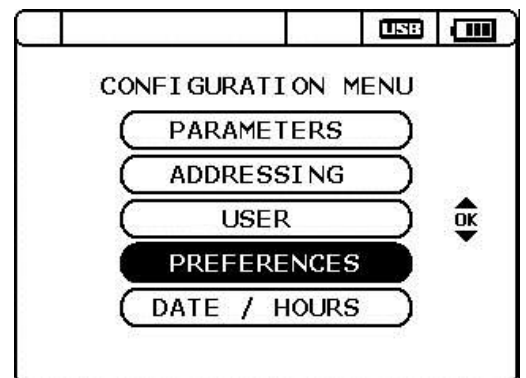 USB
CONFIGURATION MENU
PARAMETERS
ADDRESSING
USER
OK
PREFERENCES
DATE / HOURS